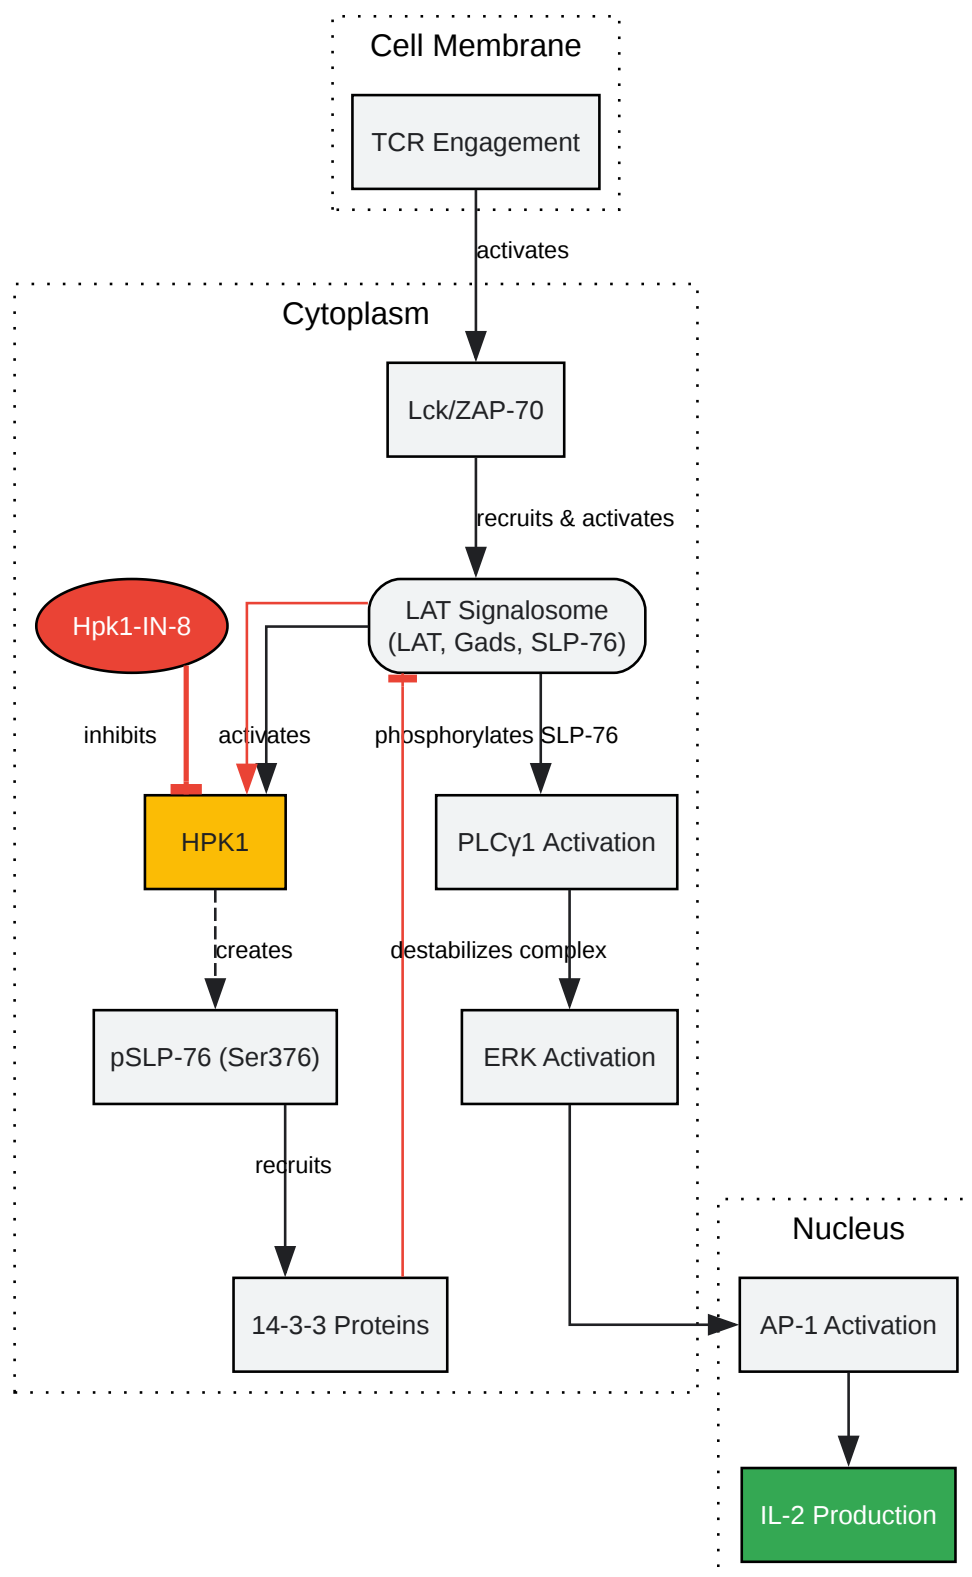 Cell Membrane
TCR Engagement
activates
Cytoplasm
Lck/ZAP-70
recruits & activates
Hpk1-IN-8
LAT Signalosome
(LAT, Gads, SLP-76)
inhibits
activates
phosphorylates SLP-76
HPK1
PLCγ1 Activation
creates
destabilizes complex
pSLP-76 (Ser376)
ERK Activation
recruits
Nucleus
14-3-3 Proteins
AP-1 Activation
IL-2 Production